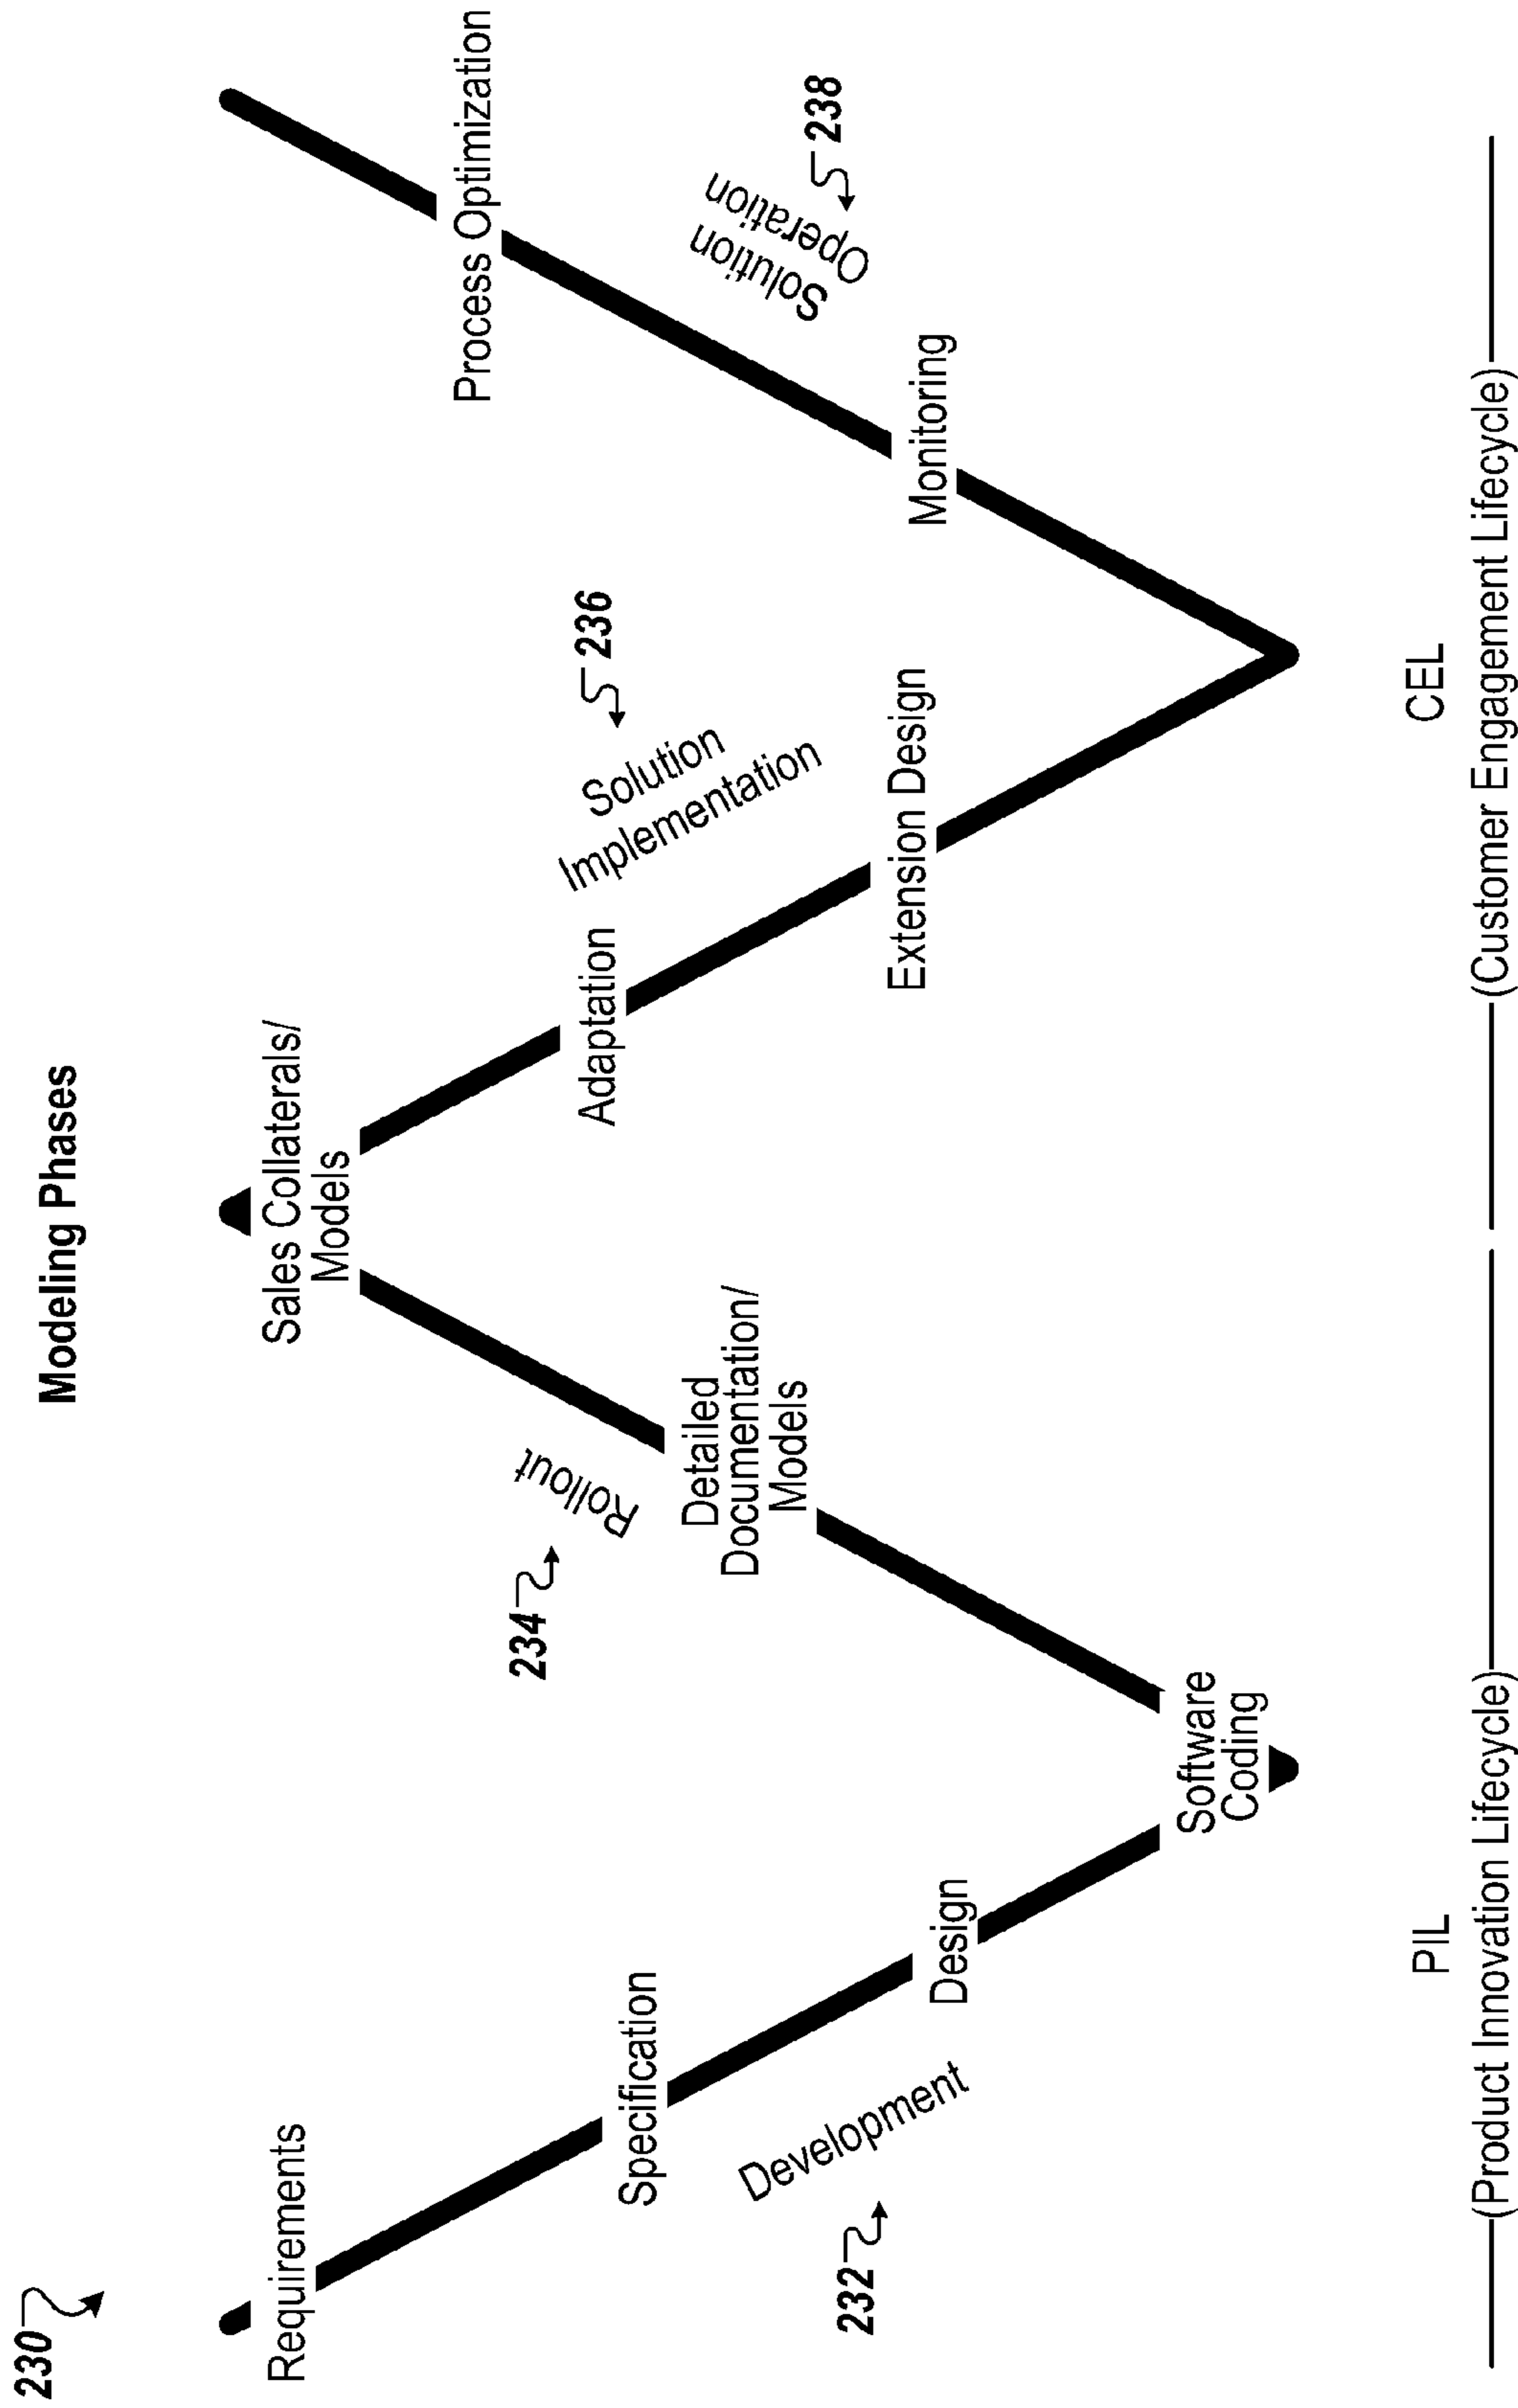 230
Modeling Phases
Requirements
Specification
Design
232
Development
Software
Coding
234
Rollout
Detailed
Documentation/
Models
Sales Collaterals/
Models
Adaptation
236
Solution
Implementation
Extension Design
Monitoring
Solution
Operation
238
Process Optimization
PIL
(Product Innovation Lifecycle)
CEL
(Customer Engagement Lifecycle)